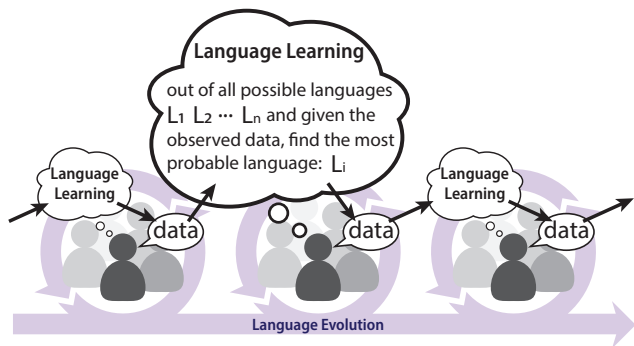 Language Learning
out of all possible languages
L1 L2 ··· Ln and given the
observed data, find the most
probable language: Li
Language
Learning
data
data
Language
Learning
data
Language Evolution